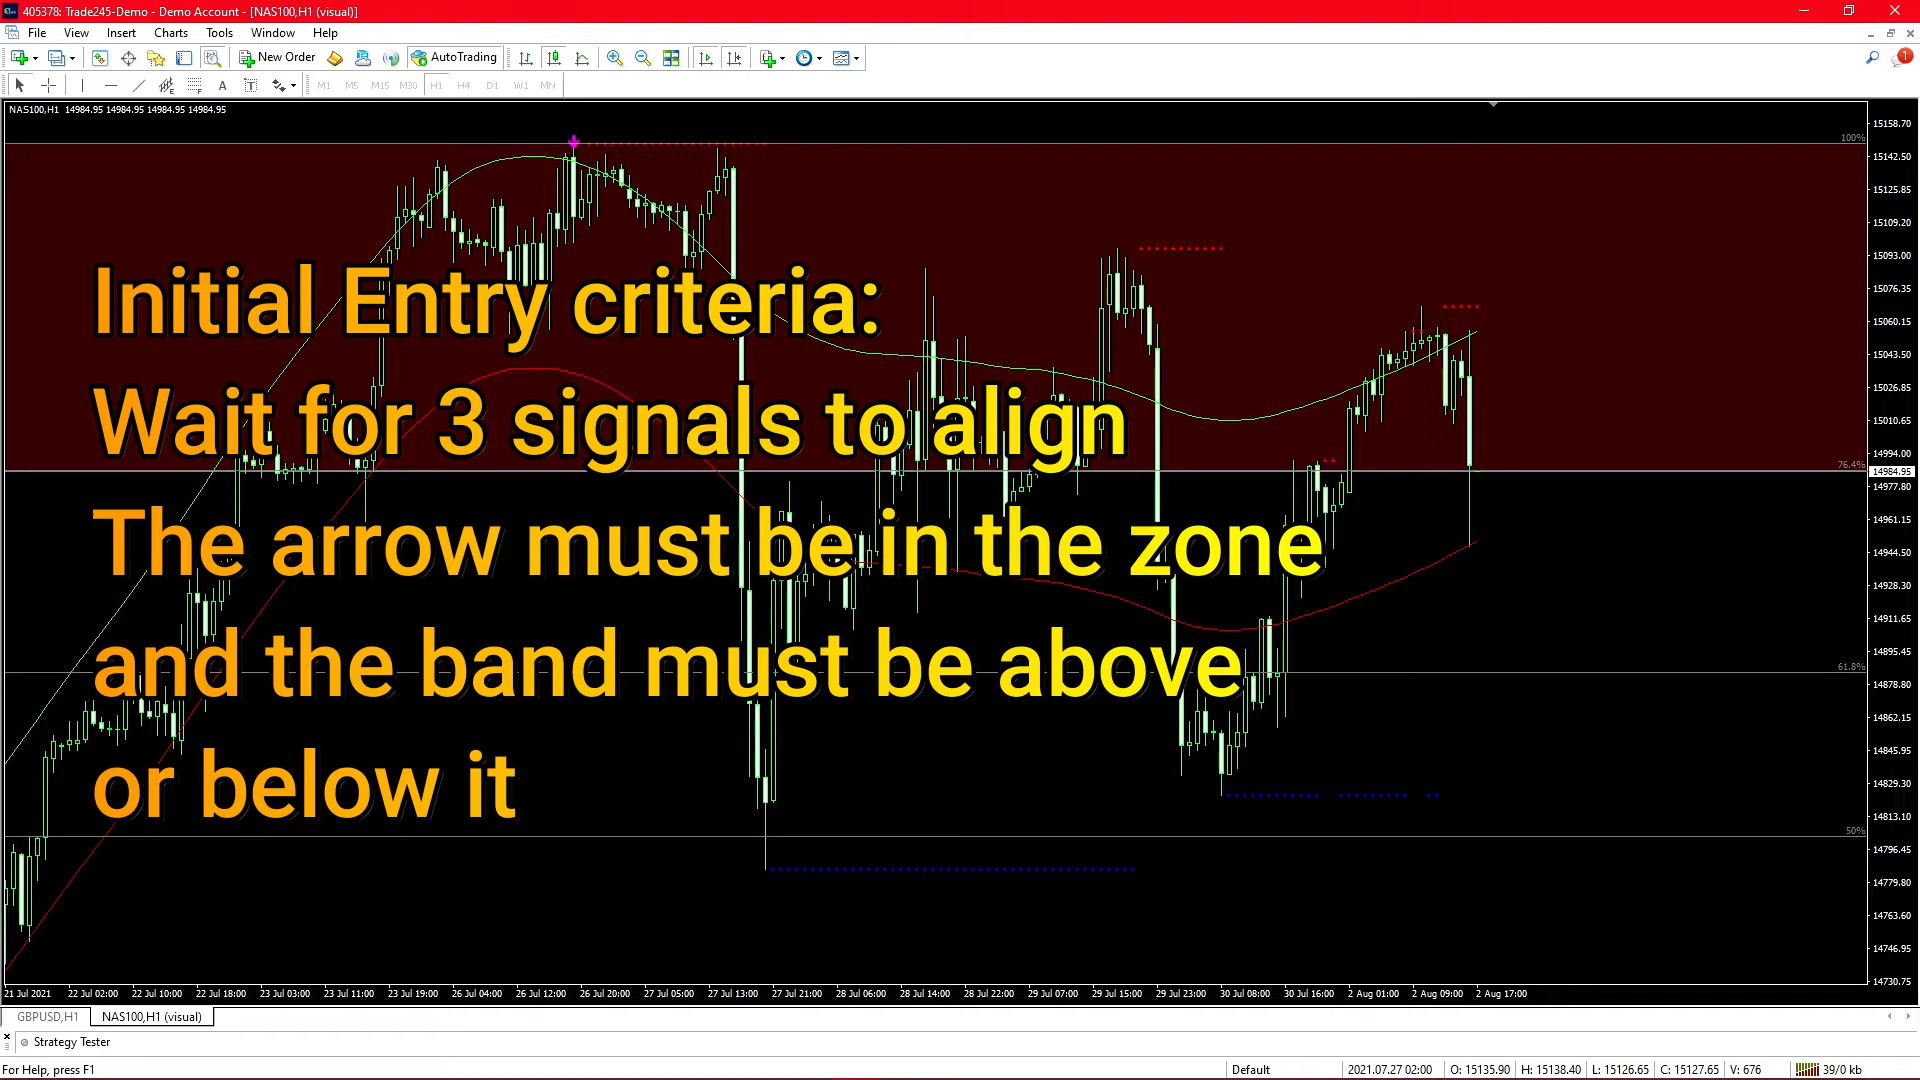 405378: Trade245-Demo - Demo Account - [NAS100,H1 (visual)]
File View Insert Charts Tools Window Help
New Order AutoTrading 1
A T M1 M5 M15 M30 H1 H4 D1 W1 MN
NAS100,H1 14984.95 14984.95 14984.95 14984.95
Initial Entry criteria:
Wait for 3 signals to align
The arrow must be in the zone
and the band must be above
or below it
100%
76.4%
61.8%
50%
15158.70
15142.50
15125.85
15109.20
15093.00
15076.35
15060.15
15043.50
15026.85
15010.65
14994.00
14984.95
14977.80
14961.15
14944.50
14928.30
14911.65
14895.45
14878.80
14862.15
14845.95
14829.30
14813.10
14796.45
14779.80
14763.60
14746.95
14730.75
21 Jul 2021 22 Jul 02:00 22 Jul 10:00 22 Jul 18:00 23 Jul 03:00 23 Jul 11:00 23 Jul 19:00 26 Jul 04:00 26 Jul 12:00 26 Jul 20:00 27 Jul 05:00 27 Jul 13:00 27 Jul 21:00 28 Jul 06:00 28 Jul 14:00 28 Jul 22:00 29 Jul 07:00 29 Jul 15:00 29 Jul 23:00 30 Jul 08:00 30 Jul 16:00 2 Aug 01:00 2 Aug 09:00 2 Aug 17:00
GBPUSD,H1 NAS100,H1 (visual)
Strategy Tester
For Help, press F1 Default 2021.07.27 02:00 O: 15135.90 H: 15138.40 L: 15126.65 C: 15127.65 V: 676 39/0 kb